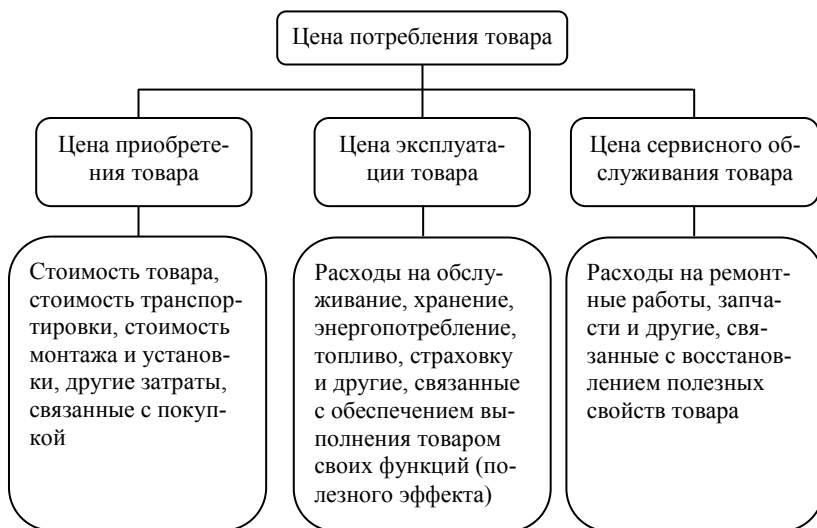 Цена потребления товара
Цена приобрете-
ния товара
Цена эксплуата-
ции товара
Цена сервисного об-
служивания товара
Стоимость товара,
стоимость транспор-
тировки, стоимость
монтажа и установ-
ки, другие затраты,
связанные с покуп-
кой
Расходы на обслу-
живание, хранение,
энергопотребление,
топливо, страховку
и другие, связанные
с обеспечением вы-
полнения товаром
своих функций (по-
лезного эффекта)
Расходы на ремонт-
ные работы, запча-
сти и другие, свя-
занные с восстанов-
лением полезных
свойств товара